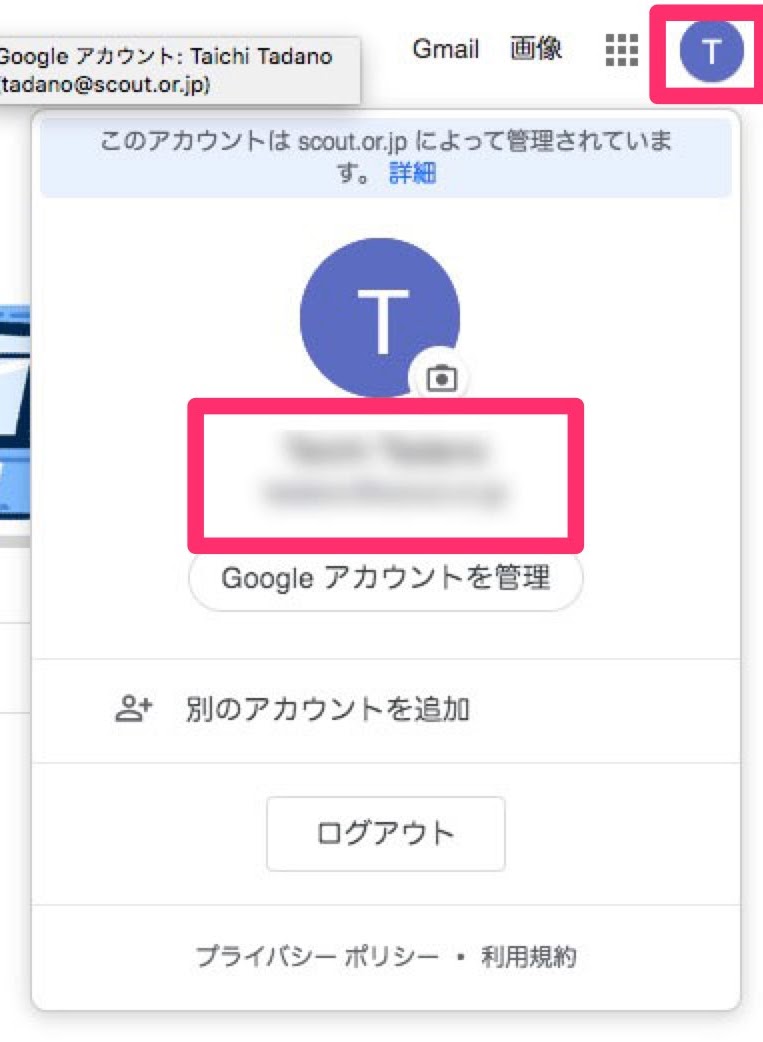 Google アカウント: Taichi Tadano
(tadano@scout.or.jp)
Gmail 画像
T
このアカウントは scout.or.jp によって管理されていま
す。 詳細
T
Google アカウントを管理
別のアカウントを追加
ログアウト
プライバシー ポリシー • 利用規約